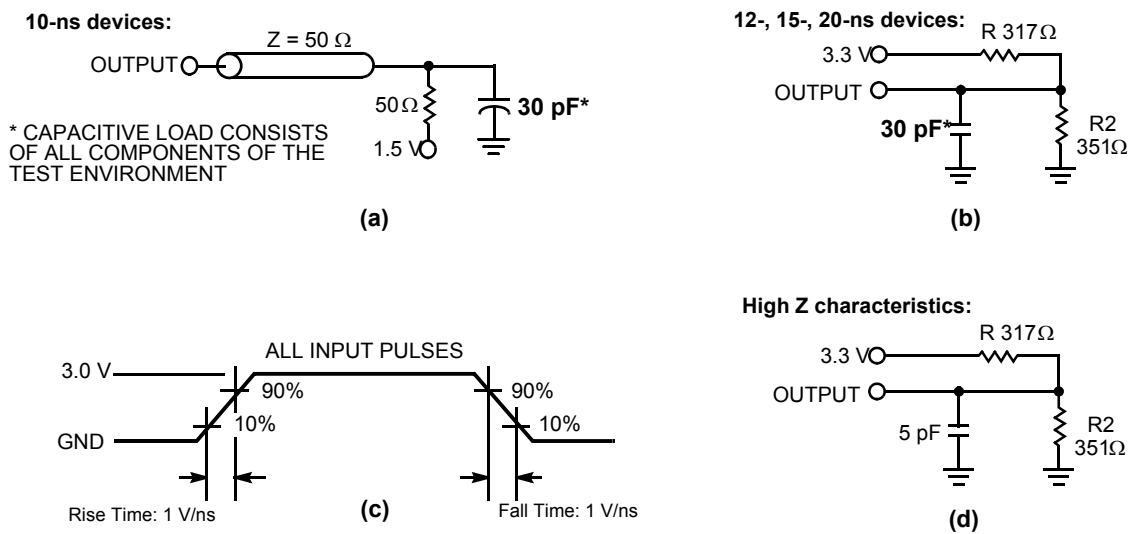 10-ns devices:
Z = 50 Ω
OUTPUT
50Ω
30 pF*
1.5 V
* CAPACITIVE LOAD CONSISTS
OF ALL COMPONENTS OF THE
TEST ENVIRONMENT
(a)
12-, 15-, 20-ns devices:
R 317Ω
3.3 V
OUTPUT
30 pF*
R2
351Ω
(b)
ALL INPUT PULSES
3.0 V
90%
10%
GND
90%
10%
Rise Time: 1 V/ns
(c)
Fall Time: 1 V/ns
High Z characteristics:
R 317Ω
3.3 V
OUTPUT
5 pF
R2
351Ω
(d)